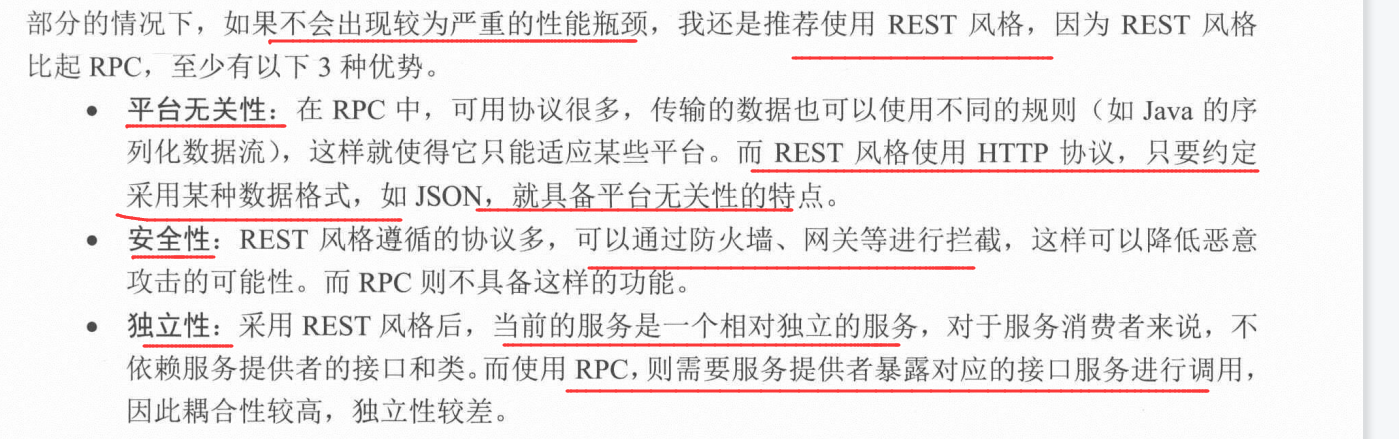 部分的情况下，如果不会出现较为严重的性能瓶颈，我还是推荐使用 REST 风格，因为 REST 风格
比起 RPC，至少有以下 3 种优势。
● 平台无关性：在 RPC 中，可用协议很多，传输的数据也可以使用不同的规则（如 Java 的序
列化数据流），这样就使得它只能适应某些平台。而 REST 风格使用 HTTP 协议，只要约定
采用某种数据格式，如 JSON，就具备平台无关性的特点。
● 安全性：REST 风格遵循的协议多，可以通过防火墙、网关等进行拦截，这样可以降低恶意
攻击的可能性。而 RPC 则不具备这样的功能。
● 独立性：采用 REST 风格后，当前的服务是一个相对独立的服务，对于服务消费者来说，不
依赖服务提供者的接口和类。而使用 RPC，则需要服务提供者暴露对应的接口服务进行调用，
因此耦合性较高，独立性较差。